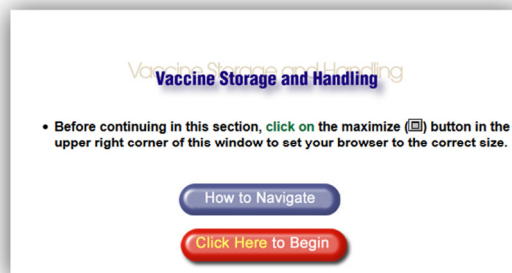 Vaccine Storage and Handling
Vaccine Storage and Handling
• Before continuing in this section, click on the maximize (🗖) button in the
upper right corner of this window to set your browser to the correct size.
How to Navigate
Click Here to Begin